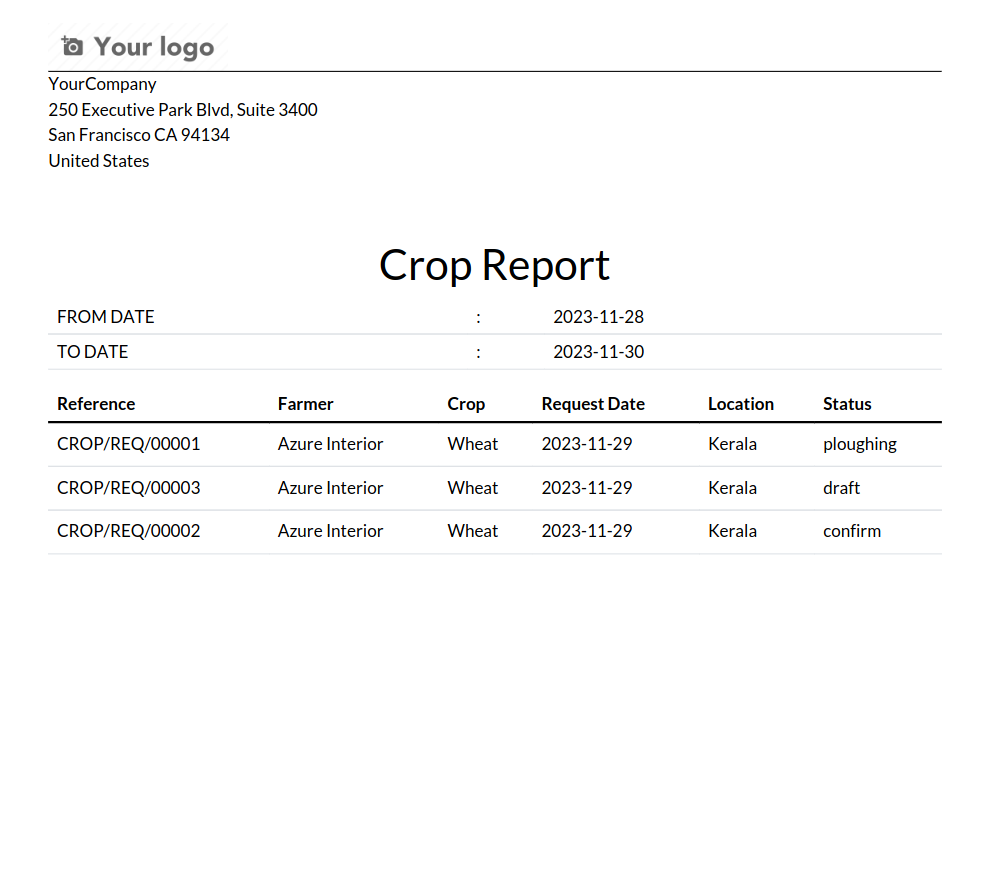 Your logo
YourCompany
250 Executive Park Blvd, Suite 3400
San Francisco CA 94134
United States
Crop Report
FROM DATE : 2023-11-28
TO DATE : 2023-11-30
Reference Farmer Crop Request Date Location Status
CROP/REQ/00001 Azure Interior Wheat 2023-11-29 Kerala ploughing
CROP/REQ/00003 Azure Interior Wheat 2023-11-29 Kerala draft
CROP/REQ/00002 Azure Interior Wheat 2023-11-29 Kerala confirm